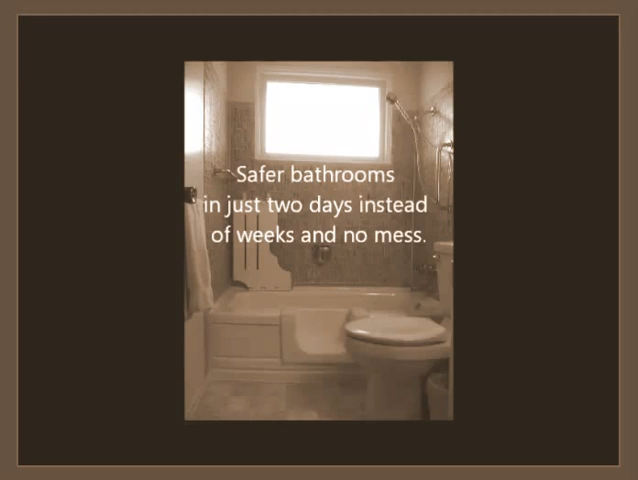 Safer bathrooms
in just two days instead
of weeks and no mess.